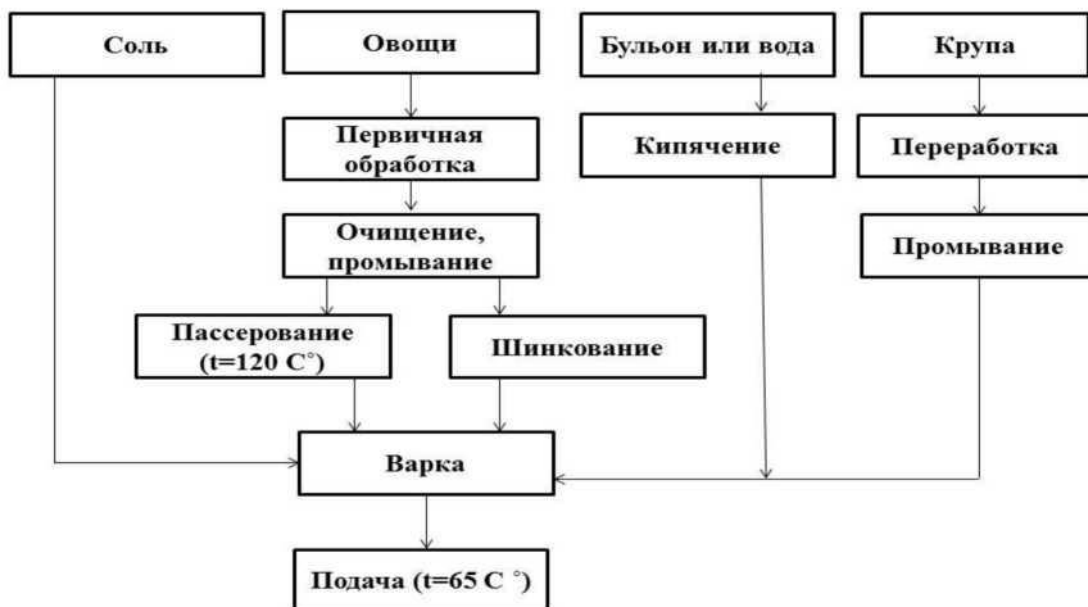 Соль
Овощи
Бульон или вода
Крупа
Первичная
обработка
Кипячение
Переработка
Очищение,
промывание
Промывание
Пассерование
(t=120 C˚)
Шинкование
Варка
Подача (t=65 C ˚)